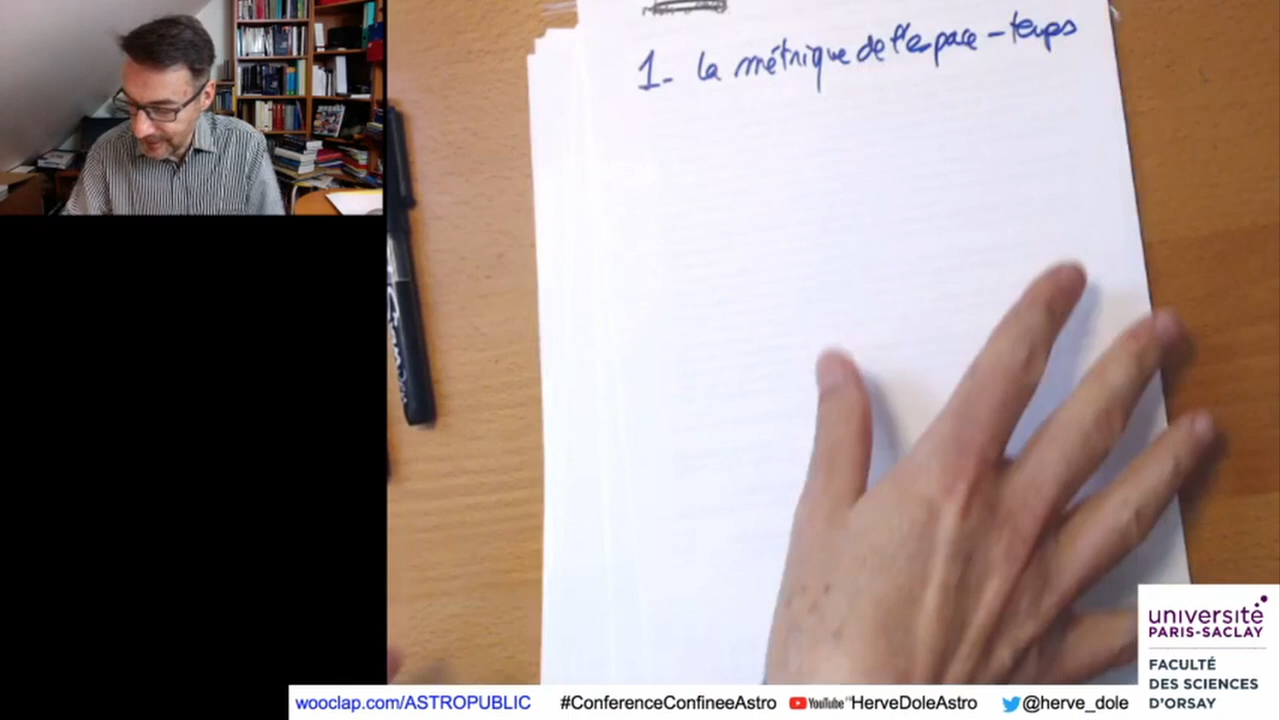 1- la métrique de l'espace-temps
université
PARIS-SACLAY
FACULTÉ
DES SCIENCES
D'ORSAY
wooclap.com/ASTROPUBLIC #ConferenceConfineeAstro YouTube HerveDoleAstro @herve_dole